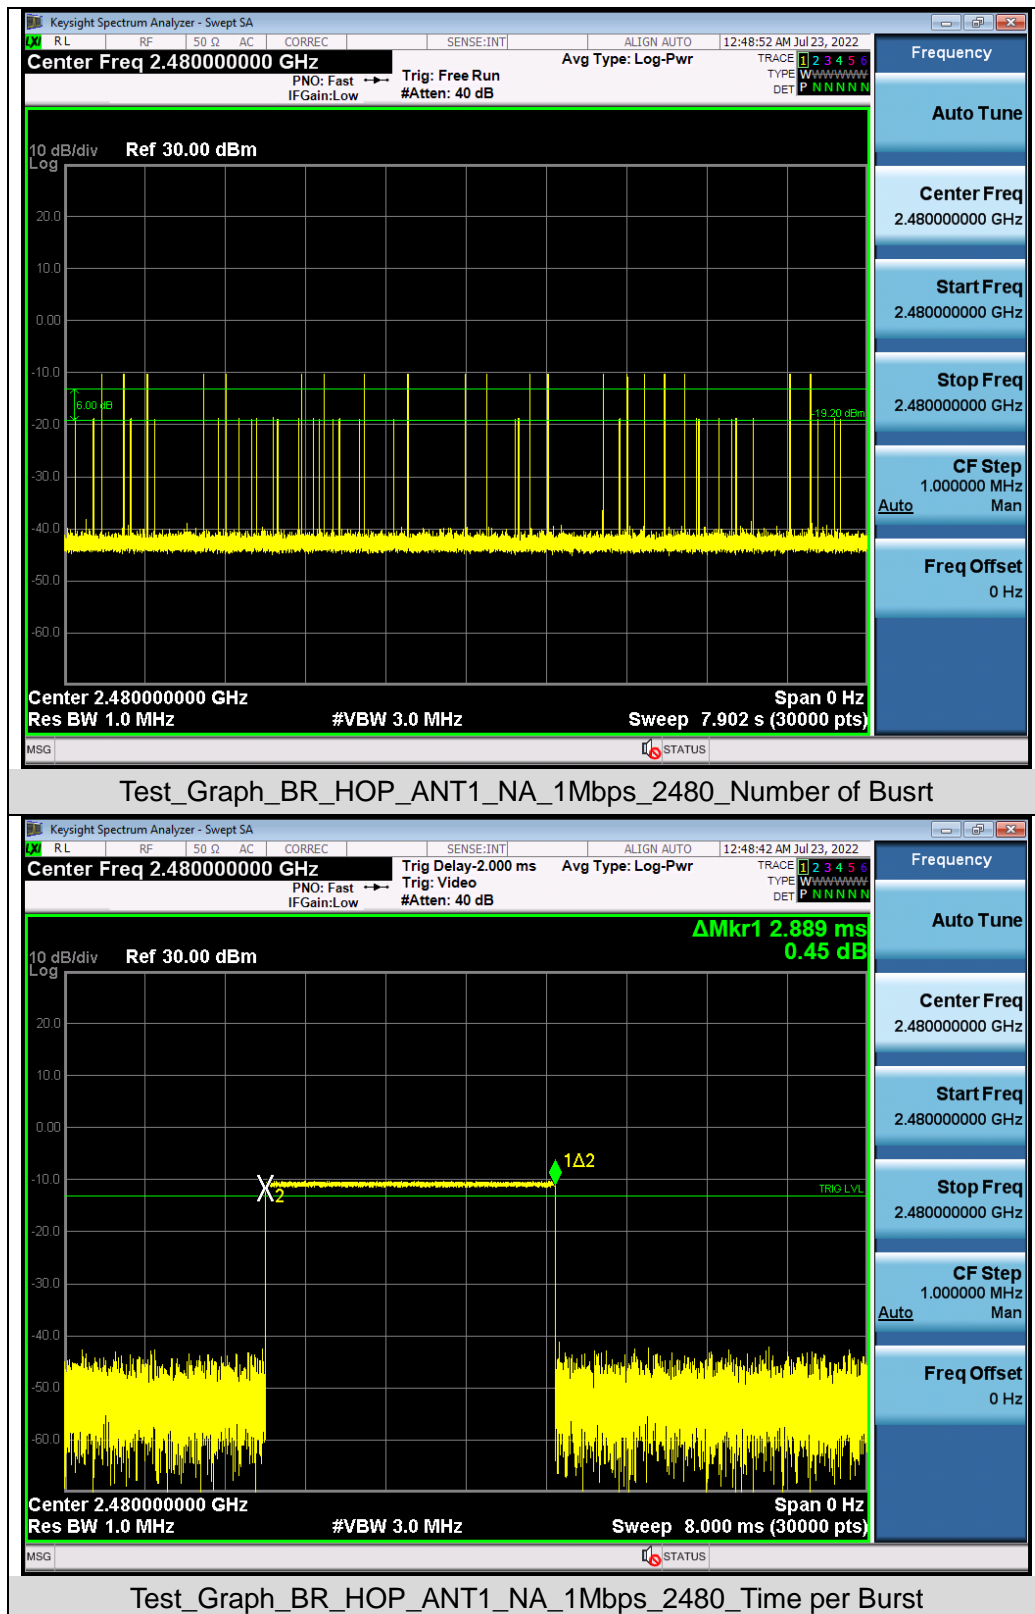 Keysight Spectrum Analyzer - Swept SA
LXI RL RF 50 Ω AC CORREC SENSE:INT ALIGN AUTO 12:48:52 AM Jul 23, 2022
Center Freq 2.480000000 GHz
PNO: Fast
IFGain:Low
Trig: Free Run
#Atten: 40 dB
Avg Type: Log-Pwr
TRACE 1 2 3 4 5 6
TYPE WWWWWW
DET P N N N N N
10 dB/div Ref 30.00 dBm
Log
20.0
10.0
0.00
-10.0
6.00 dB
-19.20 dBm
-20.0
-30.0
-40.0
-50.0
-60.0
Center 2.480000000 GHz Span 0 Hz
Res BW 1.0 MHz #VBW 3.0 MHz Sweep 7.902 s (30000 pts)
MSG STATUS
Frequency
Auto Tune
Center Freq
2.480000000 GHz
Start Freq
2.480000000 GHz
Stop Freq
2.480000000 GHz
CF Step
1.000000 MHz
Auto Man
Freq Offset
0 Hz
Test_Graph_BR_HOP_ANT1_NA_1Mbps_2480_Number of Busrt
Keysight Spectrum Analyzer - Swept SA
LXI RL RF 50 Ω AC CORREC SENSE:INT ALIGN AUTO 12:48:42 AM Jul 23, 2022
Center Freq 2.480000000 GHz
PNO: Fast
IFGain:Low
Trig Delay-2.000 ms
Trig: Video
#Atten: 40 dB
Avg Type: Log-Pwr
TRACE 1 2 3 4 5 6
TYPE WWWWWW
DET P N N N N N
ΔMkr1 2.889 ms
0.45 dB
10 dB/div Ref 30.00 dBm
Log
20.0
10.0
0.00
1Δ2
-10.0
X2
TRIG LVL
-20.0
-30.0
-40.0
-50.0
-60.0
Center 2.480000000 GHz Span 0 Hz
Res BW 1.0 MHz #VBW 3.0 MHz Sweep 8.000 ms (30000 pts)
MSG STATUS
Frequency
Auto Tune
Center Freq
2.480000000 GHz
Start Freq
2.480000000 GHz
Stop Freq
2.480000000 GHz
CF Step
1.000000 MHz
Auto Man
Freq Offset
0 Hz
Test_Graph_BR_HOP_ANT1_NA_1Mbps_2480_Time per Burst